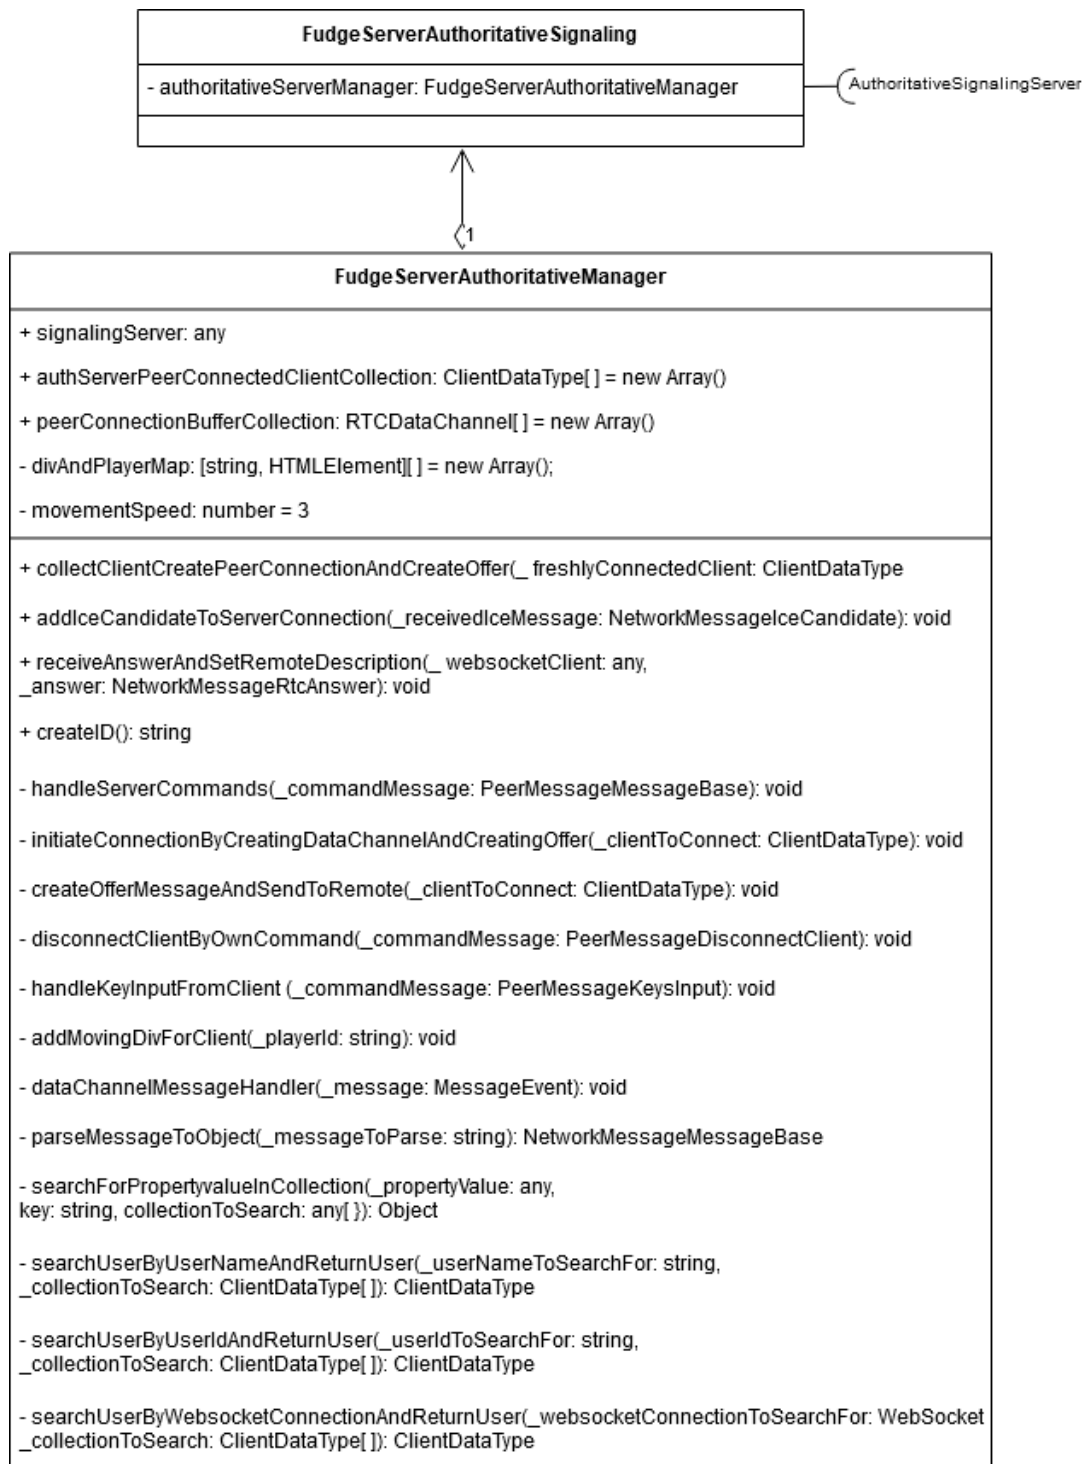 FudgeServerAuthoritativeSignaling
- authoritativeServerManager: FudgeServerAuthoritativeManager
AuthoritativeSignalingServer
1
FudgeServerAuthoritativeManager
+ signalingServer: any
+ authServerPeerConnectedClientCollection: ClientDataType[ ] = new Array()
+ peerConnectionBufferCollection: RTCDataChannel[ ] = new Array()
- divAndPlayerMap: [string, HTMLElement][ ] = new Array();
- movementSpeed: number = 3
+ collectClientCreatePeerConnectionAndCreateOffer(_ freshlyConnectedClient: ClientDataType
+ addIceCandidateToServerConnection(_receivedIceMessage: NetworkMessageIceCandidate): void
+ receiveAnswerAndSetRemoteDescription(_ websocketClient: any,
_answer: NetworkMessageRtcAnswer): void
+ createID(): string
- handleServerCommands(_commandMessage: PeerMessageMessageBase): void
- initiateConnectionByCreatingDataChannelAndCreatingOffer(_clientToConnect: ClientDataType): void
- createOfferMessageAndSendToRemote(_clientToConnect: ClientDataType): void
- disconnectClientByOwnCommand(_commandMessage: PeerMessageDisconnectClient): void
- handleKeyInputFromClient (_commandMessage: PeerMessageKeysInput): void
- addMovingDivForClient(_playerId: string): void
- dataChannelMessageHandler(_message: MessageEvent): void
- parseMessageToObject(_messageToParse: string): NetworkMessageMessageBase
- searchForPropertyvalueInCollection(_propertyValue: any,
key: string, collectionToSearch: any[ }): Object
- searchUserByUserNameAndReturnUser(_userNameToSearchFor: string,
_collectionToSearch: ClientDataType[ ]): ClientDataType
- searchUserByUserIdAndReturnUser(_userIdToSearchFor: string,
_collectionToSearch: ClientDataType[ ]): ClientDataType
- searchUserByWebsocketConnectionAndReturnUser(_websocketConnectionToSearchFor: WebSocket
_collectionToSearch: ClientDataType[ ]): ClientDataType